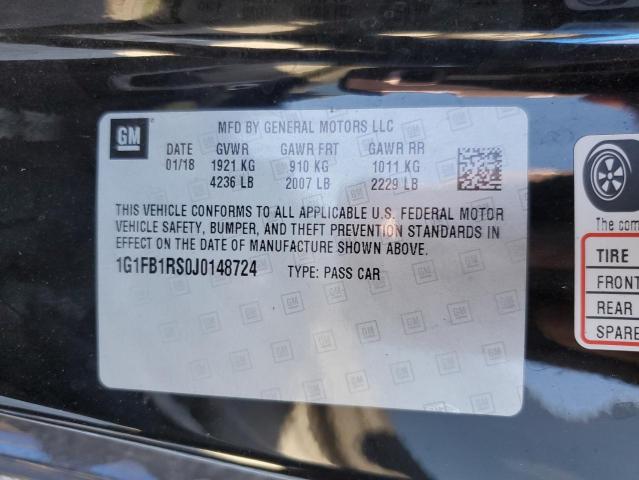 GM
MFD BY GENERAL MOTORS LLC
DATE GVWR GAWR FRT GAWR RR
01/18 1921 KG 910 KG 1011 KG
4236 LB 2007 LB 2229 LB
THIS VEHICLE CONFORMS TO ALL APPLICABLE U.S. FEDERAL MOTOR
VEHICLE SAFETY, BUMPER, AND THEFT PREVENTION STANDARDS IN
EFFECT ON THE DATE OF MANUFACTURE SHOWN ABOVE.
1G1FB1RS0J0148724 TYPE: PASS CAR
The com
TIRE
FRONT
REAR
SPARE